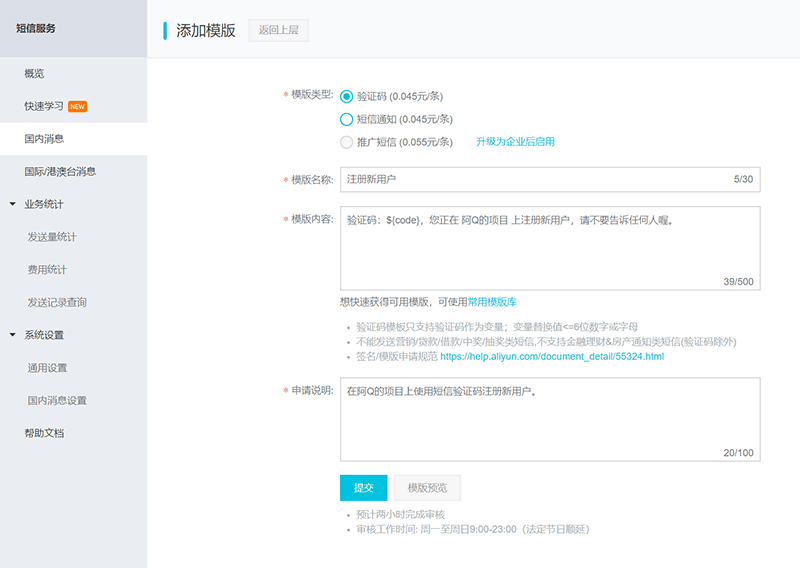 短信服务
概览
快速学习 NEW
国内消息
国际/港澳台消息
业务统计
发送量统计
费用统计
发送记录查询
系统设置
通用设置
国内消息设置
帮助文档
添加模版 返回上层
* 模版类型: 验证码 (0.045元/条)
短信通知 (0.045元/条)
推广短信 (0.055元/条) 升级为企业后启用
* 模版名称: 注册新用户 5/30
* 模版内容: 验证码：${code}，您正在 阿Q的项目 上注册新用户，请不要告诉任何人喔。
39/500
想快速获得可用模版，可使用常用模版库
• 验证码模板只支持验证码作为变量；变量替换值<=6位数字或字母
• 不能发送营销/贷款/借款/中奖/抽奖类短信,不支持金融理财&房产通知类短信(验证码除外)
• 签名/模版申请规范 https://help.aliyun.com/document_detail/55324.html
* 申请说明: 在阿Q的项目上使用短信验证码注册新用户。
20/100
提交 模版预览
• 预计两小时完成审核
• 审核工作时间: 周一至周日9:00-23:00（法定节日顺延）